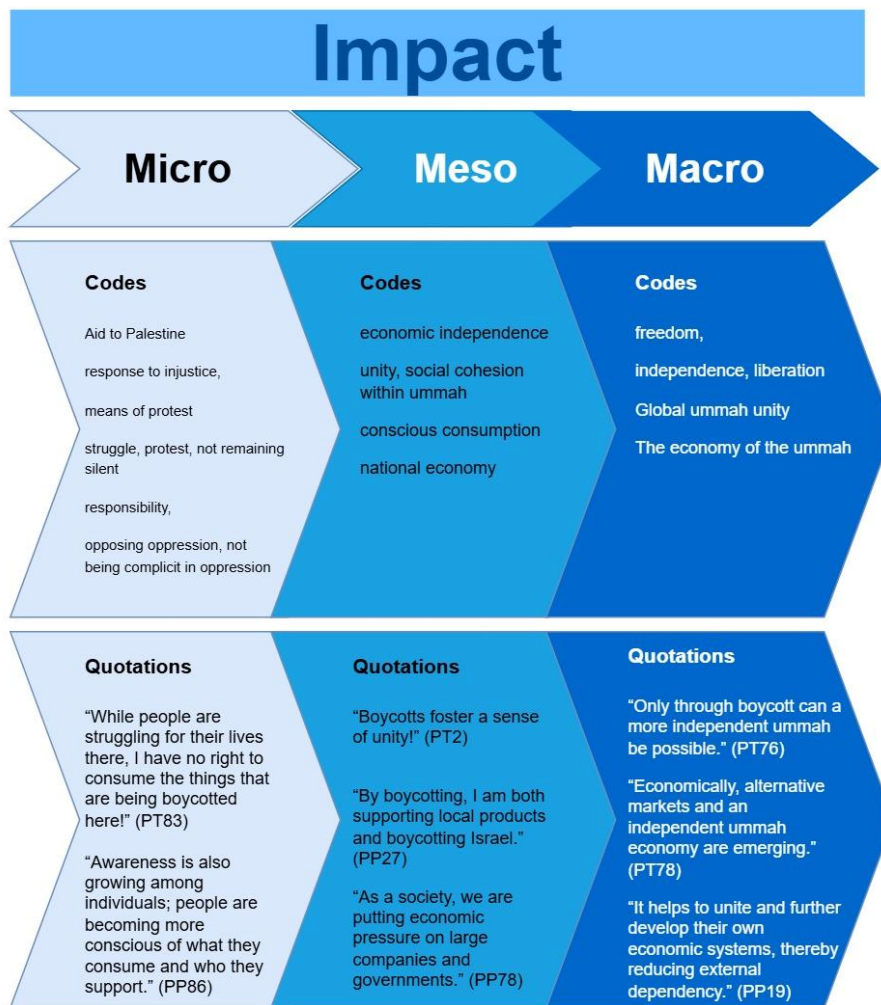 Impact
Micro
Meso
Macro
Codes
Aid to Palestine
response to injustice,
means of protest
struggle, protest, not remaining
silent
responsibility,
opposing oppression, not
being complicit in oppression
Codes
economic independence
unity, social cohesion
within ummah
conscious consumption
national economy
Codes
freedom,
independence, liberation
Global ummah unity
The economy of the ummah
Quotations
“While people are
struggling for their lives
there, I have no right to
consume the things that
are being boycotted
here!” (PT83)
“Awareness is also
growing among
individuals; people are
becoming more
conscious of what they
consume and who they
support.” (PP86)
Quotations
“Boycotts foster a sense
of unity!” (PT2)
“By boycotting, I am both
supporting local products
and boycotting Israel.”
(PP27)
“As a society, we are
putting economic
pressure on large
companies and
governments.” (PP78)
Quotations
“Only through boycott can a
more independent ummah
be possible.” (PT76)
“Economically, alternative
markets and an
independent ummah
economy are emerging.”
(PT78)
“It helps to unite and further
develop their own
economic systems, thereby
reducing external
dependency.” (PP19)